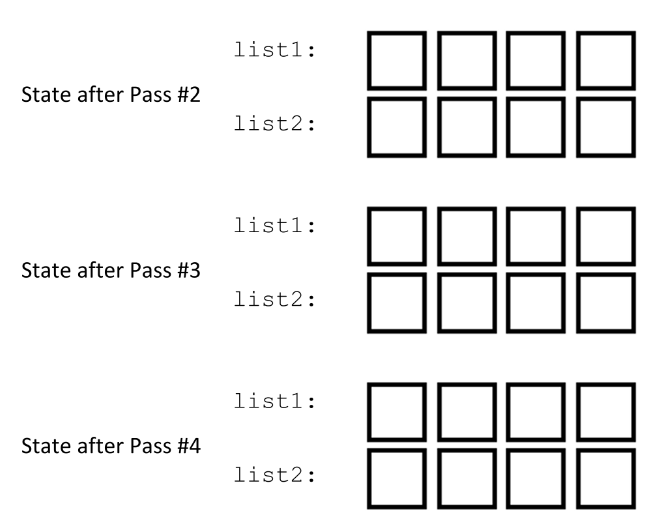 list1:
State after Pass #2
list2:
list1:
State after Pass #3
list2:
list1:
State after Pass #4
list2: